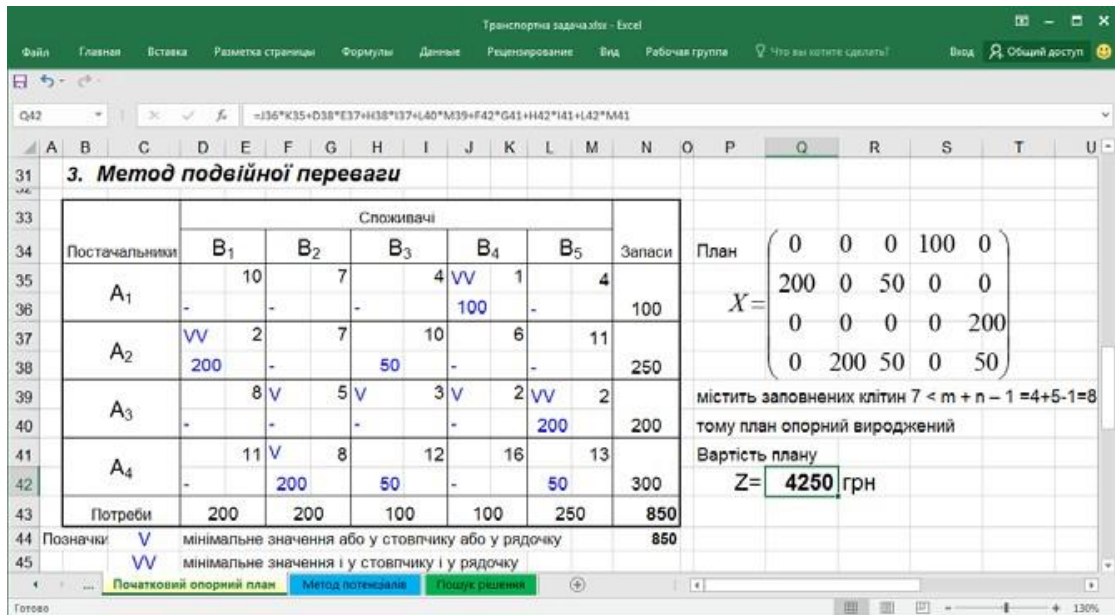 Транспортна задача.xlsx - Excel
Файл Главная Вставка Разметка страницы Формулы Данные Рецензирование Вид Рабочая группа Что вы хотите сделать? Вход Общий доступ
Q42 fx =J36*K35+D38*E37+H38*I37+L40*M39+F42*G41+H42*I41+L42*M41
A B C D E F G H I J K L M N O P Q R S T U
31 3. Метод подвійної переваги
32
33 Споживачі
34 Постачальники B1 B2 B3 B4 B5 Запаси
35 10 7 4 VV 1 4
A1
36 - - - 100 - 100
37 VV 2 7 10 6 11
A2
38 200 - 50 - - 250
39 8 V 5 V 3 V 2 VV 2
A3
40 - - - - 200 200
41 11 V 8 12 16 13
A4
42 - 200 50 - 50 300
43 Потреби 200 200 100 100 250 850
44 Позначки V мінімальне значення або у стовпчику або у рядочку 850
45 VV мінімальне значення і у стовпчику і у рядочку
План
X =
0 0 0 100 0
200 0 50 0 0
0 0 0 0 200
0 200 50 0 50
містить заповнених клітин 7 < m + n – 1 =4+5-1=8
тому план опорний вироджений
Вартість плану
Z= 4250 грн
... Початковий опорний план Метод потенціалів Пошук рішення
Готово 130%